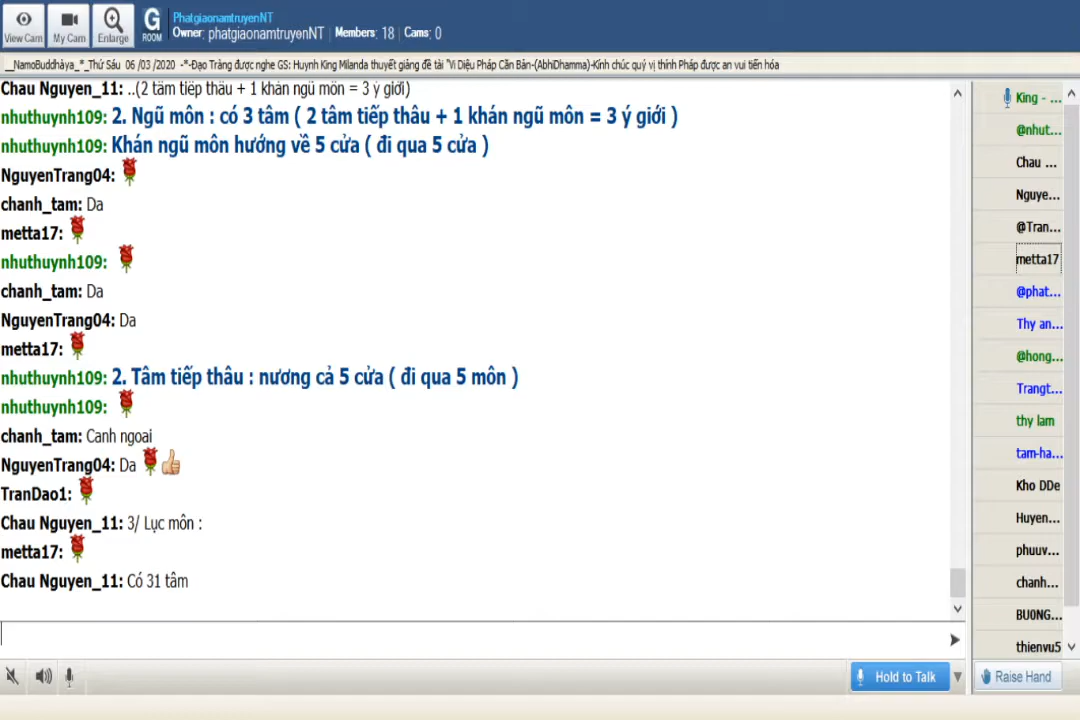 View Cam
My Cam
Enlarge
G
ROOM
PhatgiaonamtruyenNT
Owner: phatgiaonamtruyenNT | Members: 18 | Cams: 0
__NamoBuddhàya_*_Thứ Sáu 06 /03 /2020 -*-Đạo Tràng được nghe GS: Huynh King Milanda thuyết giảng đề tài "Vi Diệu Pháp Căn Bản-(AbhiDhamma)-Kính chúc quý vị thính Pháp được an vui tiến hóa
Chau Nguyen_11: ..(2 tâm tiếp thâu + 1 khán ngũ môn = 3 ý giới)
nhuthuynh109: 2. Ngũ môn : có 3 tâm ( 2 tâm tiếp thâu + 1 khán ngũ môn = 3 ý giới )
nhuthuynh109: Khán ngũ môn hướng về 5 cửa ( đi qua 5 cửa )
NguyenTrang04:
chanh_tam: Da
metta17:
nhuthuynh109:
chanh_tam: Da
NguyenTrang04: Da
metta17:
nhuthuynh109: 2. Tâm tiếp thâu : nương cả 5 cửa ( đi qua 5 môn )
nhuthuynh109:
chanh_tam: Canh ngoai
NguyenTrang04: Da
TranDao1:
Chau Nguyen_11: 3/ Lục môn :
metta17:
Chau Nguyen_11: Có 31 tâm
King - ...
@nhut...
Chau ...
Nguye...
@Tran...
metta17
@phat...
Thy an...
@hong...
Trangt...
thy lam
tam-ha...
Kho DDe
Huyen...
phuuv...
chanh...
BU0NG...
thienvu5
Hold to Talk
Raise Hand